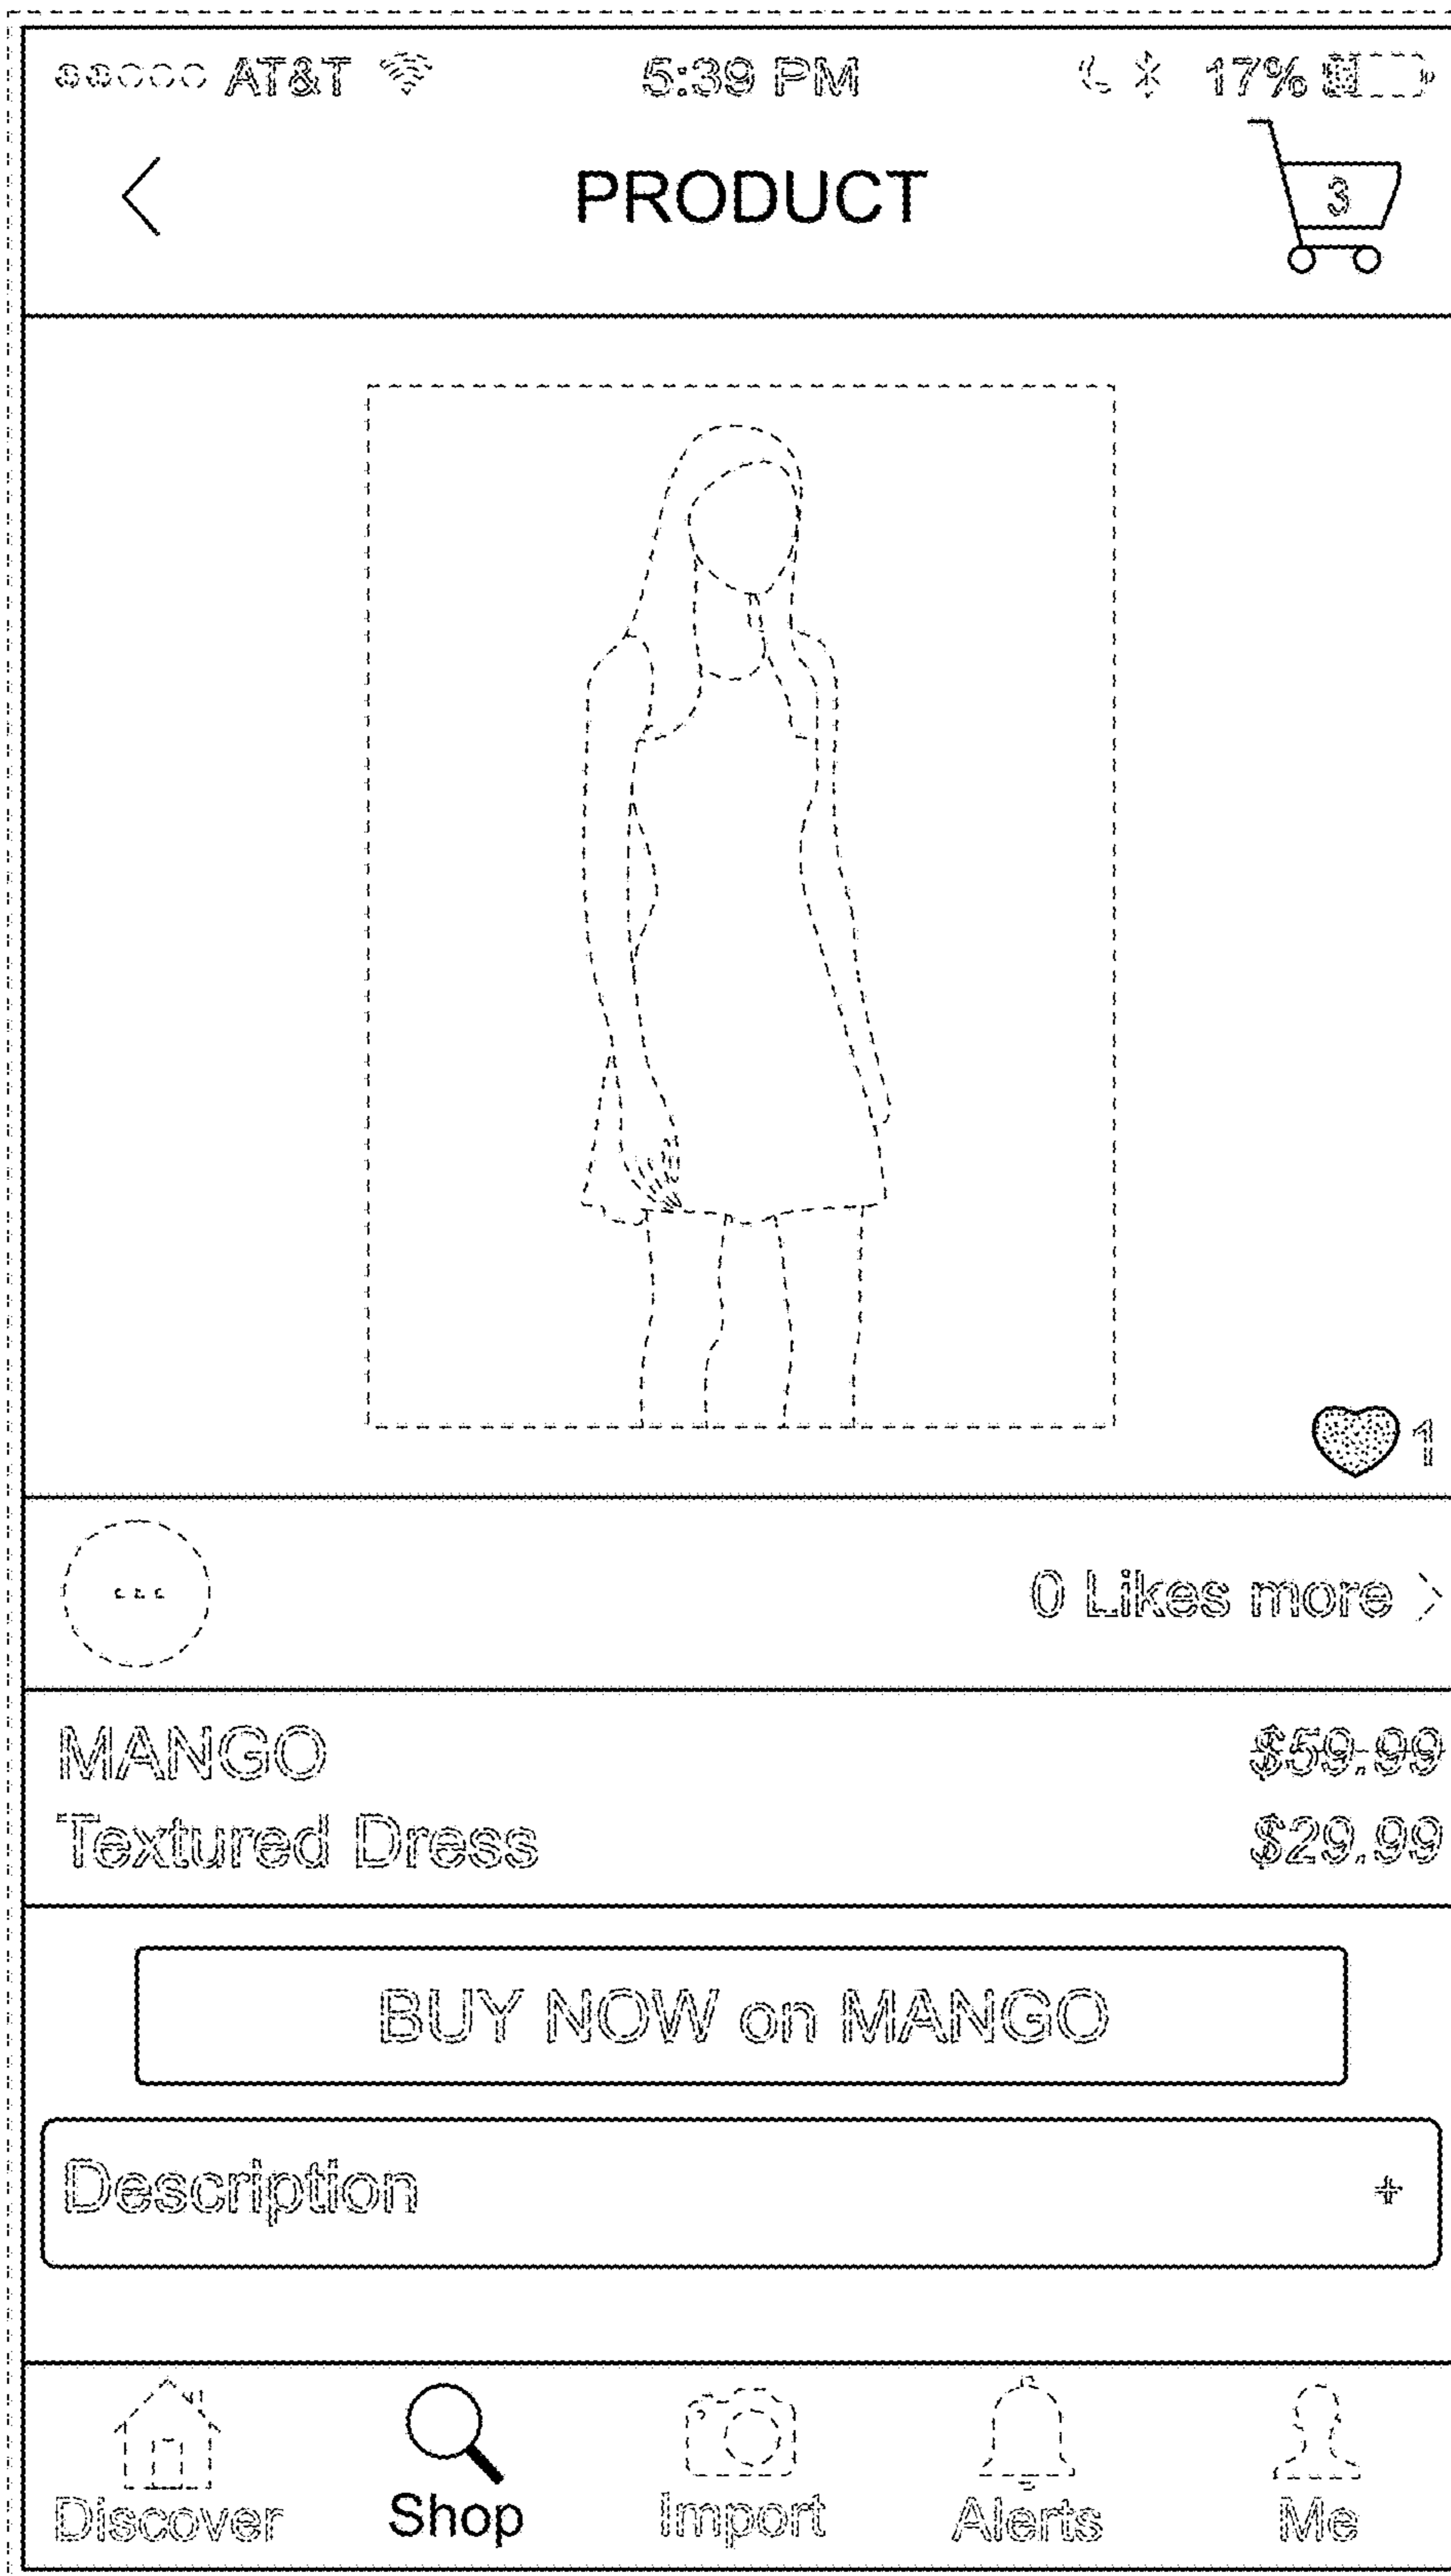 AT&T 5:39 PM 17%
PRODUCT 3
1
... 0 Likes more >
MANGO $59.99
Textured Dress $29.99
BUY NOW on MANGO
Description +
Discover Shop Import Alerts Me